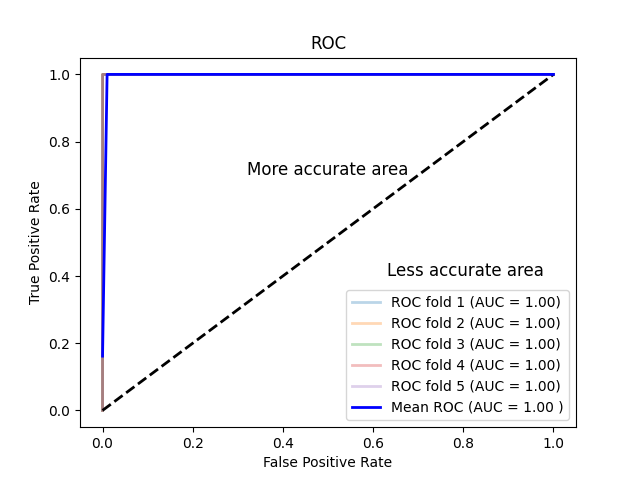 ROC
1.0
0.8
0.6
0.4
0.2
0.0
True Positive Rate
More accurate area
Less accurate area
ROC fold 1 (AUC = 1.00)
ROC fold 2 (AUC = 1.00)
ROC fold 3 (AUC = 1.00)
ROC fold 4 (AUC = 1.00)
ROC fold 5 (AUC = 1.00)
Mean ROC (AUC = 1.00 )
0.0 0.2 0.4 0.6 0.8 1.0
False Positive Rate